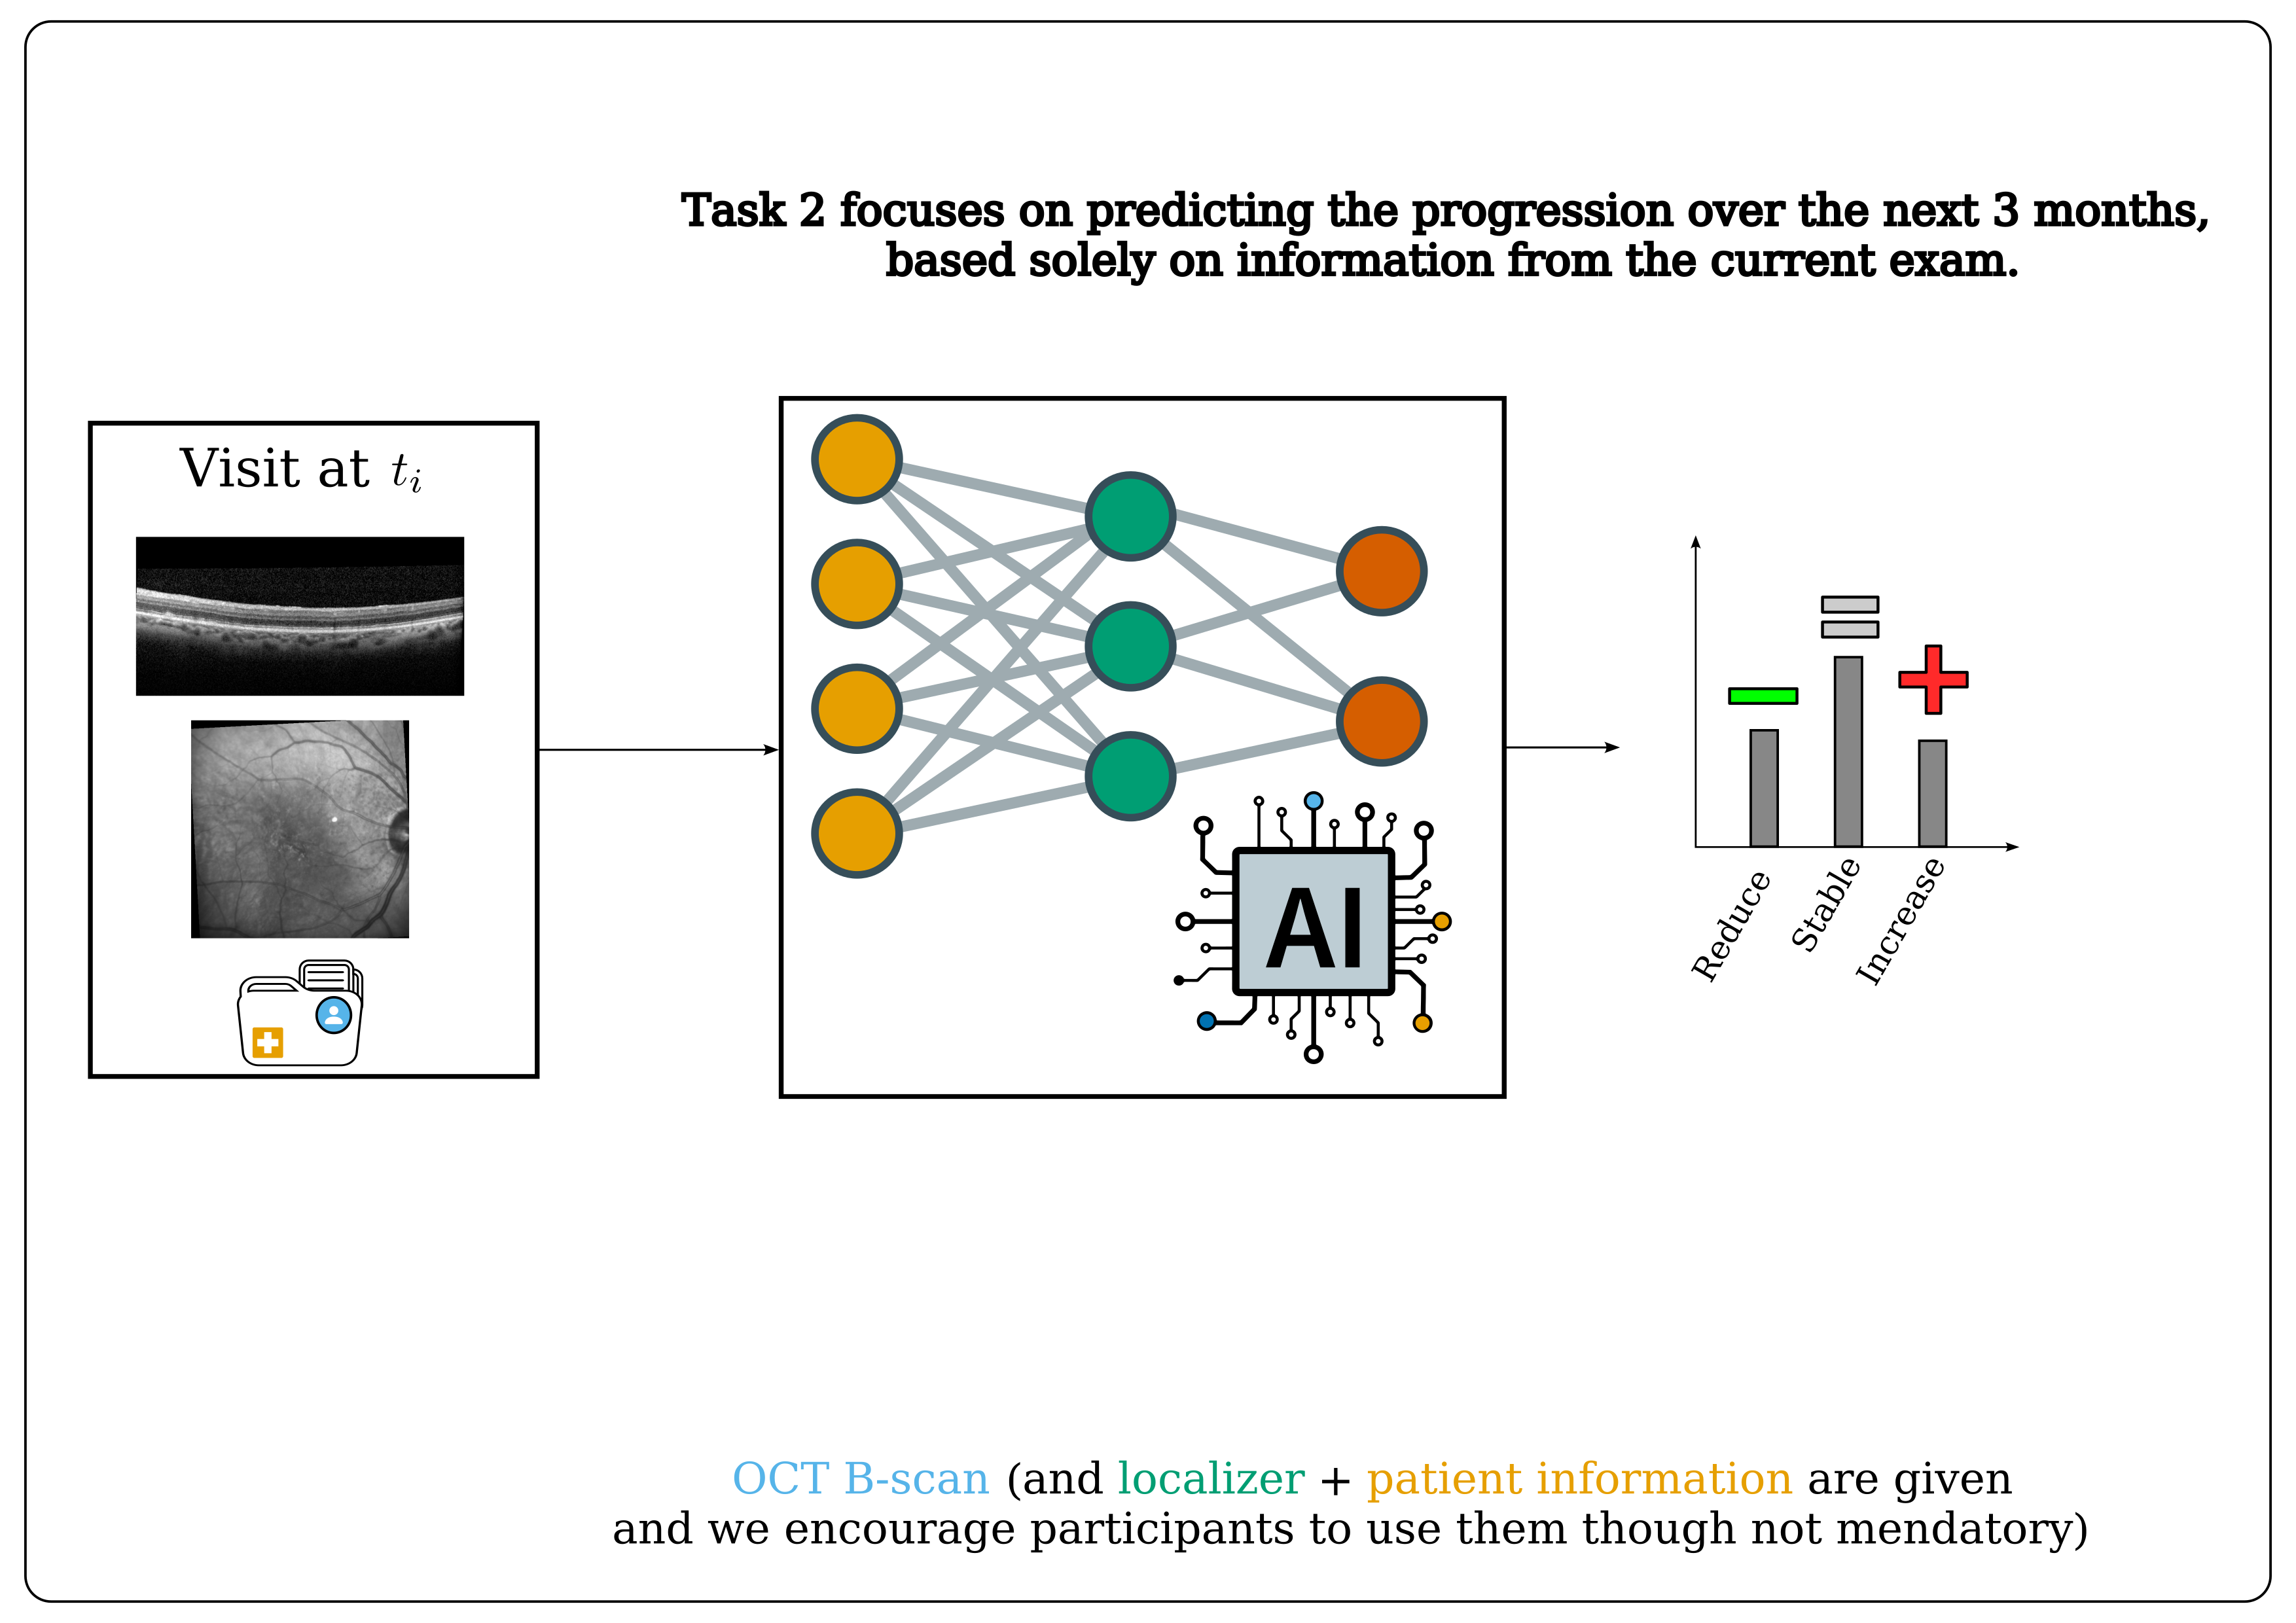 Task 2 focuses on predicting the progression over the next 3 months,
based solely on information from the current exam.
Visit at t_i
AI
Reduce
Stable
Increase
OCT B-scan (and localizer + patient information are given
and we encourage participants to use them though not mendatory)